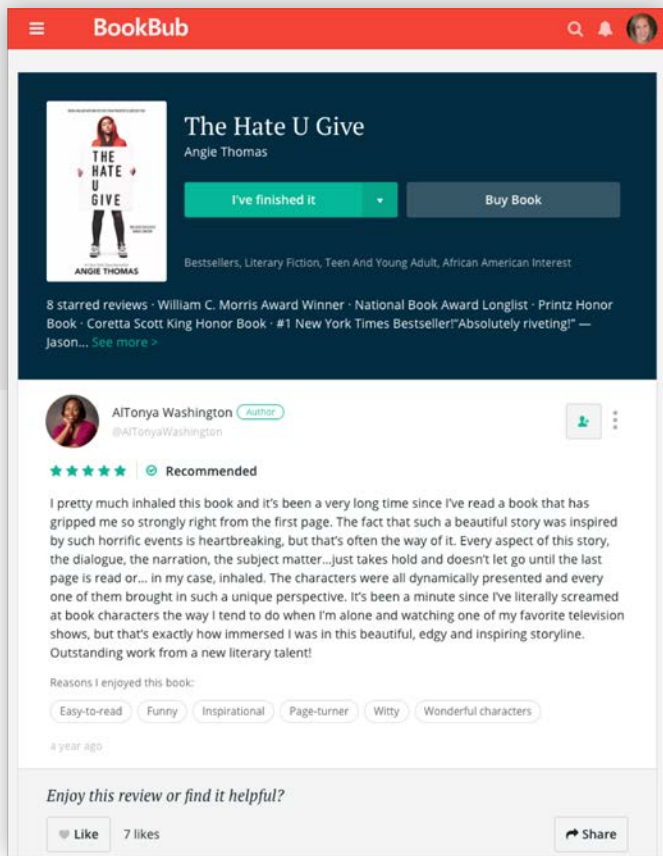 BookBub
THE
HATE
U
GIVE
ANGIE THOMAS
The Hate U Give
Angie Thomas
I've finished it
Buy Book
Bestsellers, Literary Fiction, Teen And Young Adult, African American Interest
8 starred reviews · William C. Morris Award Winner · National Book Award Longlist · Printz Honor
Book · Coretta Scott King Honor Book · #1 New York Times Bestseller!"Absolutely riveting!" —
Jason... See more >
AlTonya Washington Author
@AlTonyaWashington
Recommended
I pretty much inhaled this book and it's been a very long time since I've read a book that has
gripped me so strongly right from the first page. The fact that such a beautiful story was inspired
by such horrific events is heartbreaking, but that's often the way of it. Every aspect of this story,
the dialogue, the narration, the subject matter...just takes hold and doesn't let go until the last
page is read or... in my case, inhaled. The characters were all dynamically presented and every
one of them brought in such a unique perspective. It's been a minute since I've literally screamed
at book characters the way I tend to do when I'm alone and watching one of my favorite television
shows, but that's exactly how immersed I was in this beautiful, edgy and inspiring storyline.
Outstanding work from a new literary talent!
Reasons I enjoyed this book:
Easy-to-read Funny Inspirational Page-turner Witty Wonderful characters
a year ago
Enjoy this review or find it helpful?
Like 7 likes Share